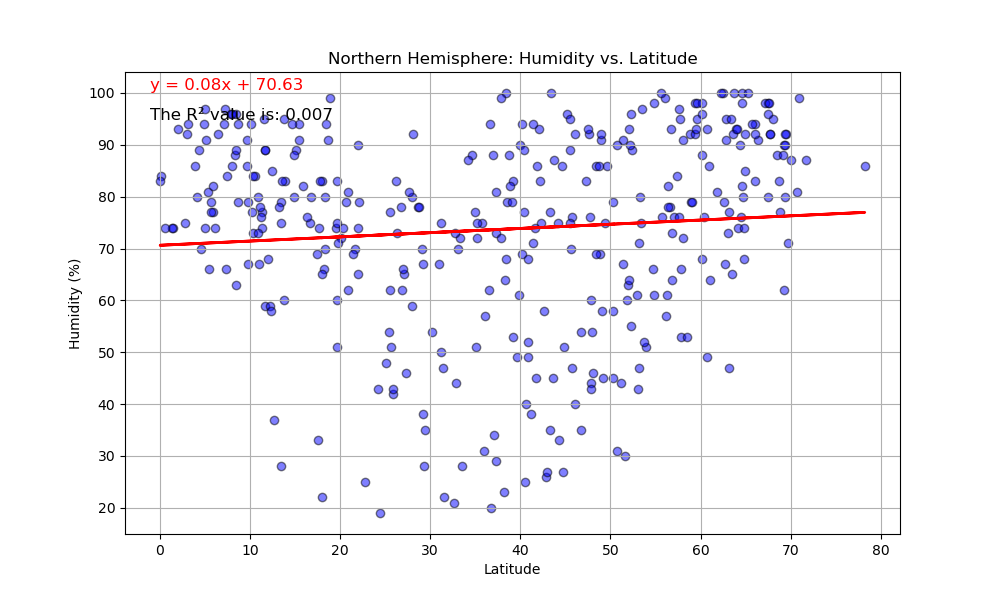 Northern Hemisphere: Humidity vs. Latitude
y = 0.08x + 70.63
The R² value is: 0.007
Humidity (%)
100
90
80
70
60
50
40
30
20
0 10 20 30 40 50 60 70 80
Latitude